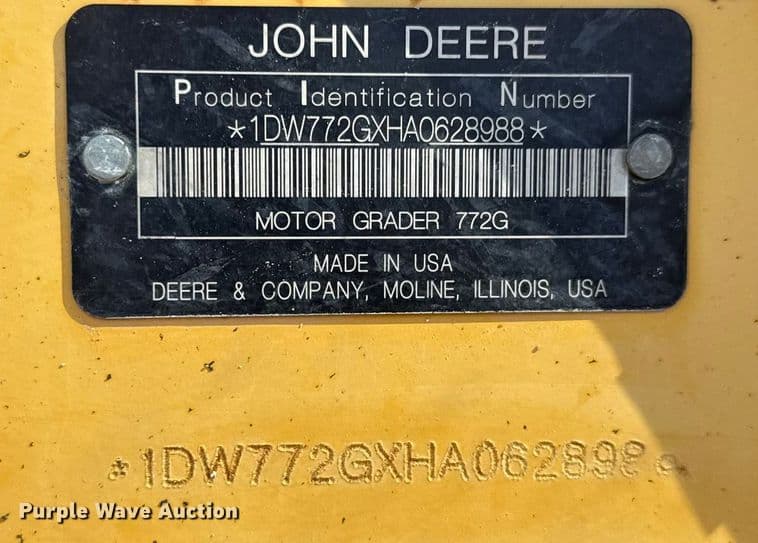 JOHN DEERE
Product Identification Number
*1DW772GXHA0628988*
MOTOR GRADER 772G
MADE IN USA
DEERE & COMPANY, MOLINE, ILLINOIS, USA
*1DW772GXHA062898
Purple Wave Auction